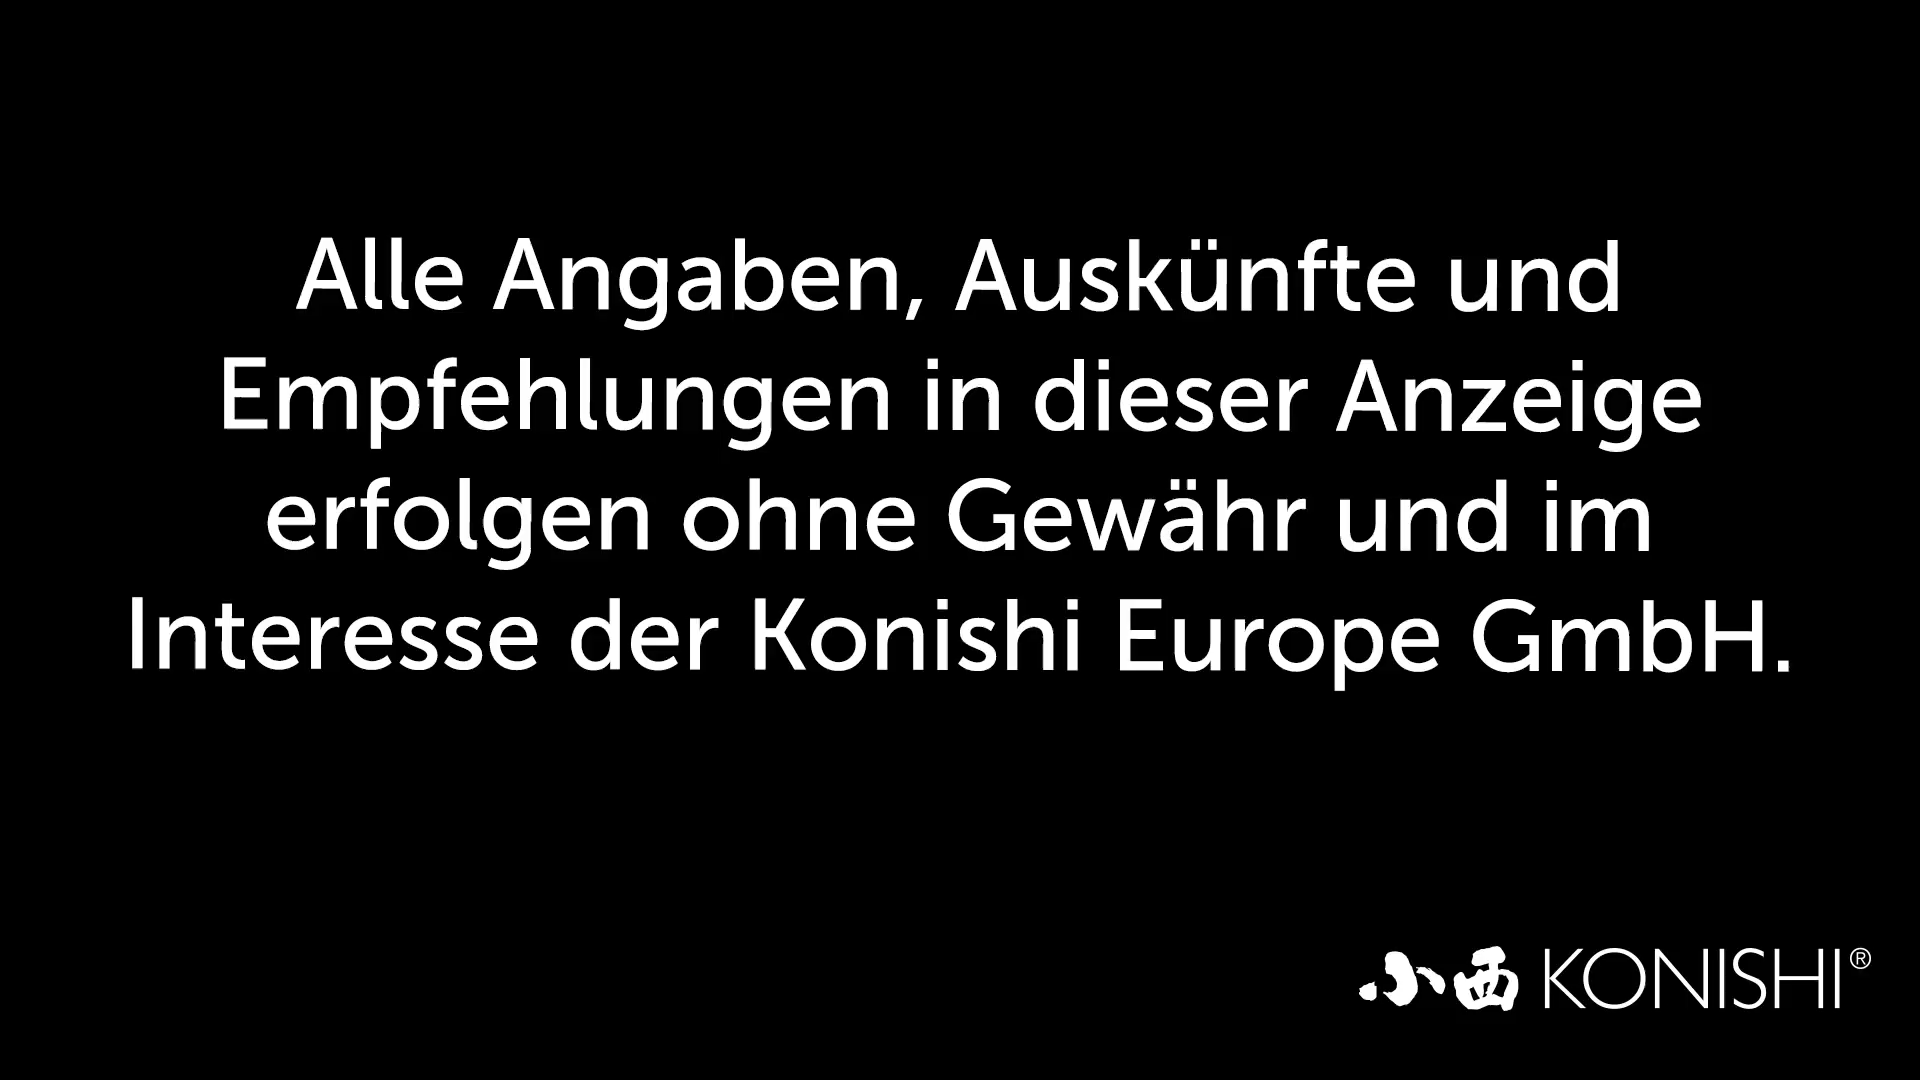 Alle Angaben, Auskünfte und
Empfehlungen in dieser Anzeige
erfolgen ohne Gewähr und im
Interesse der Konishi Europe GmbH.
小西 KONISHI®